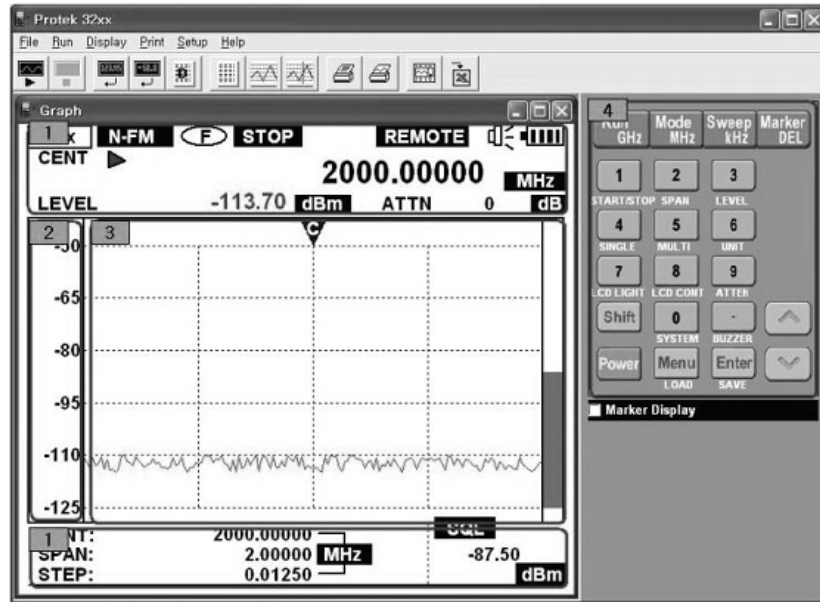 Protek 32xx
File Run Display Print Setup Help
Graph
1
N-FM F STOP REMOTE
CENT
2000.00000 MHz
LEVEL -113.70 dBm ATTN 0 dB
2 3
C
-50
-65
-80
-95
-110
-125
1
SQL
CENT: 2000.00000
SPAN: 2.00000 MHz -87.50
STEP: 0.01250 dBm
4
Run Mode Sweep Marker
GHz MHz kHz DEL
1 2 3
START/STOP SPAN LEVEL
4 5 6
SINGLE MULTI UNIT
7 8 9
LCD LIGHT LCD CONT ATTEN
Shift 0 .
SYSTEM BUZZER
Power Menu Enter
LOAD SAVE
Marker Display